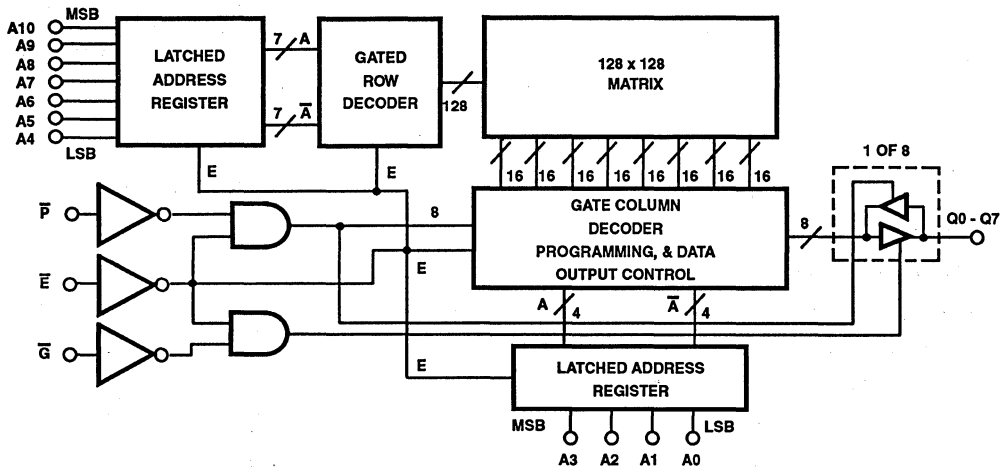 MSB
A10
A9
A8
A7
A6
A5
A4
LSB
LATCHED
ADDRESS
REGISTER
7 A
7 A̅
GATED
ROW
DECODER
128
128 x 128
MATRIX
E
E
16 16 16 16 16 16 16 16
1 OF 8
P̅
E̅
G̅
8
E
GATE COLUMN
DECODER
PROGRAMMING, & DATA
OUTPUT CONTROL
8
Q0 - Q7
A 4
A̅ 4
E
LATCHED ADDRESS
REGISTER
MSB
LSB
A3 A2 A1 A0